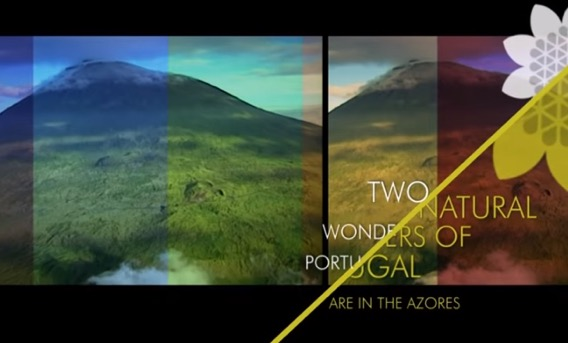 TWO
NATURAL
WONDERS OF
PORTUGAL
ARE IN THE AZORES